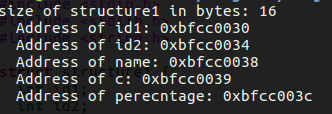 size of structure1 in bytes: 16
Address of id1: 0xbfcc0030
Address of id2: 0xbfcc0034
Address of name: 0xbfcc0038
Address of c: 0xbfcc0039
Address of perecntage: 0xbfcc003c